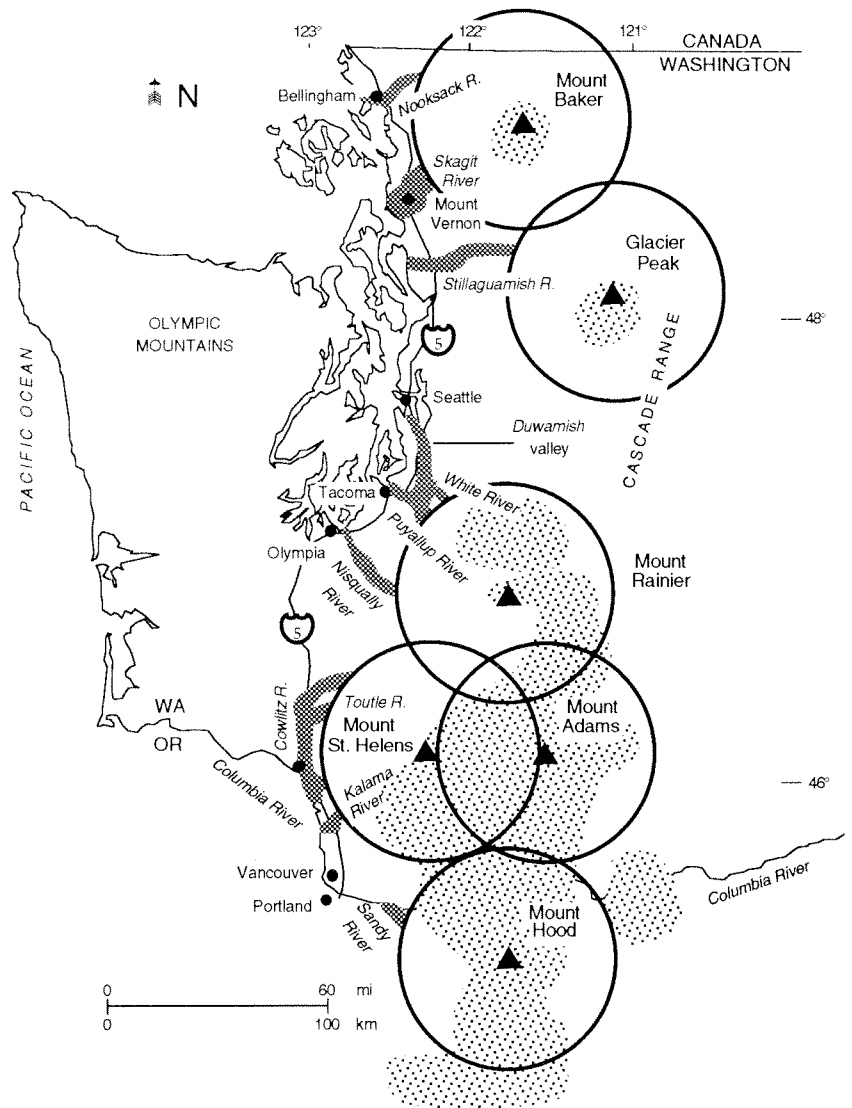 123°
122°
121°
CANADA
WASHINGTON
N
Bellingham
Nooksack R.
Mount
Baker
Skagit
River
Mount
Vernon
Glacier
Peak
Stillaguamish R.
48°
OLYMPIC
MOUNTAINS
5
PACIFIC OCEAN
CASCADE RANGE
Seattle
Duwamish
valley
White River
Tacoma
Puyallup River
Olympia
Nisqually
River
Mount
Rainier
5
WA
OR
Cowlitz R.
Toutle R.
Mount
St. Helens
Mount
Adams
Kalama
River
46°
Columbia River
Vancouver
Portland
Sandy
River
Columbia River
Mount
Hood
0 60 mi
0 100 km